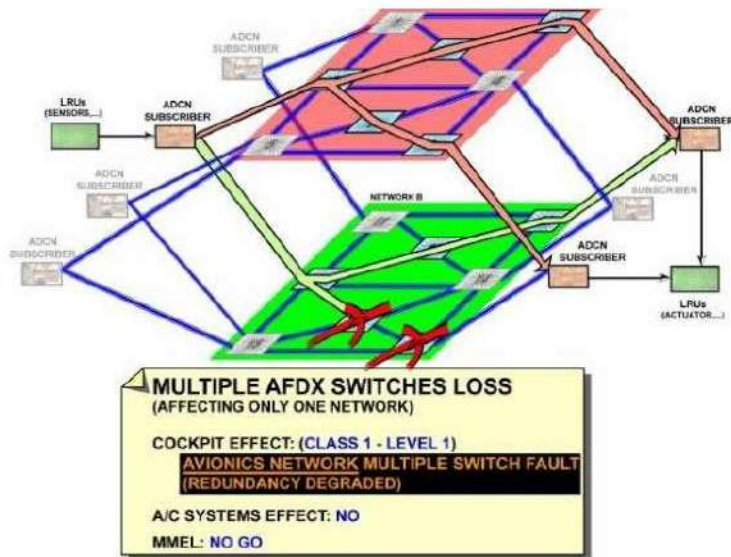 ADCN
SUBSCRIBER
ADCN
SUBSCRIBER
LRUs
(SENSORS,...)
ADCN
SUBSCRIBER
ADCN
SUBSCRIBER
ADCN
SUBSCRIBER
ADCN
SUBSCRIBER
NETWORK B
ADCN
SUBSCRIBER
ADCN
SUBSCRIBER
LRUs
(ACTUATOR,...)
MULTIPLE AFDX SWITCHES LOSS
(AFFECTING ONLY ONE NETWORK)
COCKPIT EFFECT: (CLASS 1 - LEVEL 1)
AVIONICS NETWORK MULTIPLE SWITCH FAULT
(REDUNDANCY DEGRADED)
A/C SYSTEMS EFFECT: NO
MMEL: NO GO